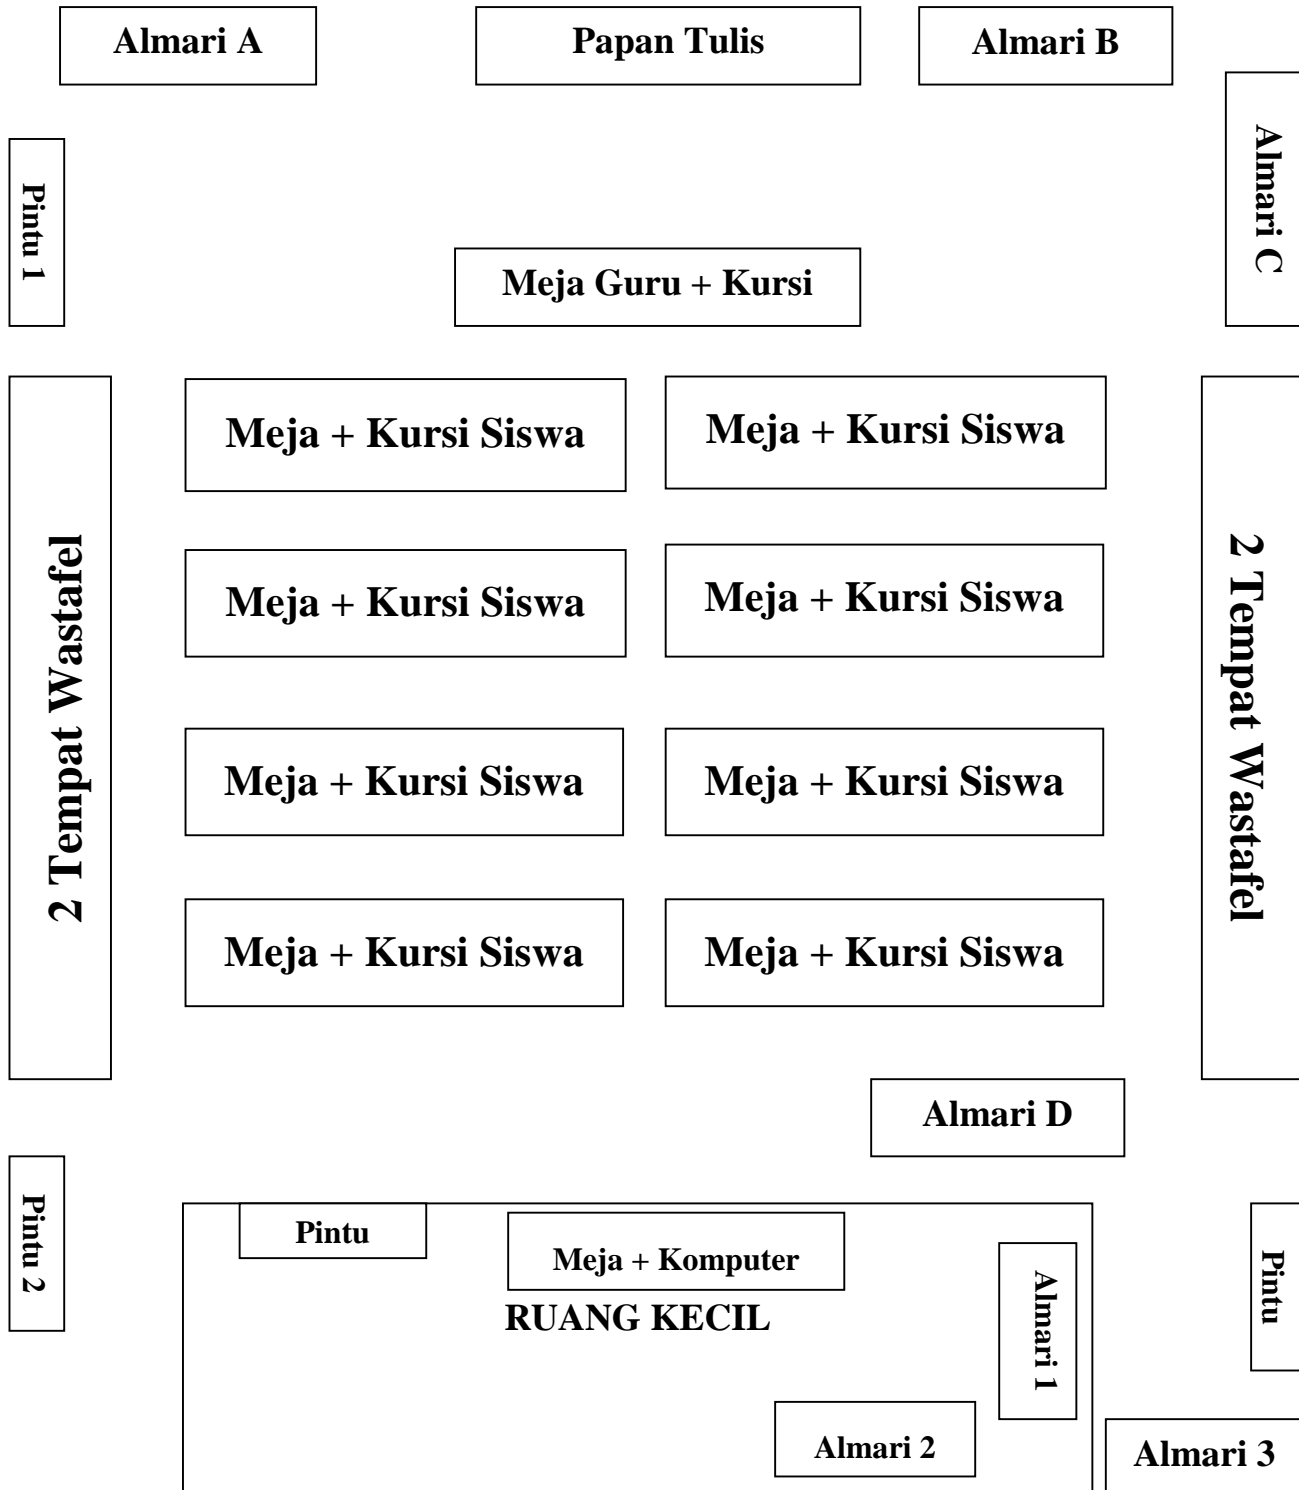 Almari A
Papan Tulis
Almari B
Almari C
Pintu 1
Meja Guru + Kursi
2 Tempat Wastafel
Meja + Kursi Siswa
Meja + Kursi Siswa
2 Tempat Wastafel
Meja + Kursi Siswa
Meja + Kursi Siswa
Meja + Kursi Siswa
Meja + Kursi Siswa
Meja + Kursi Siswa
Meja + Kursi Siswa
Almari D
Pintu 2
Pintu
Meja + Komputer
Almari 1
Pintu
RUANG KECIL
Almari 2
Almari 3